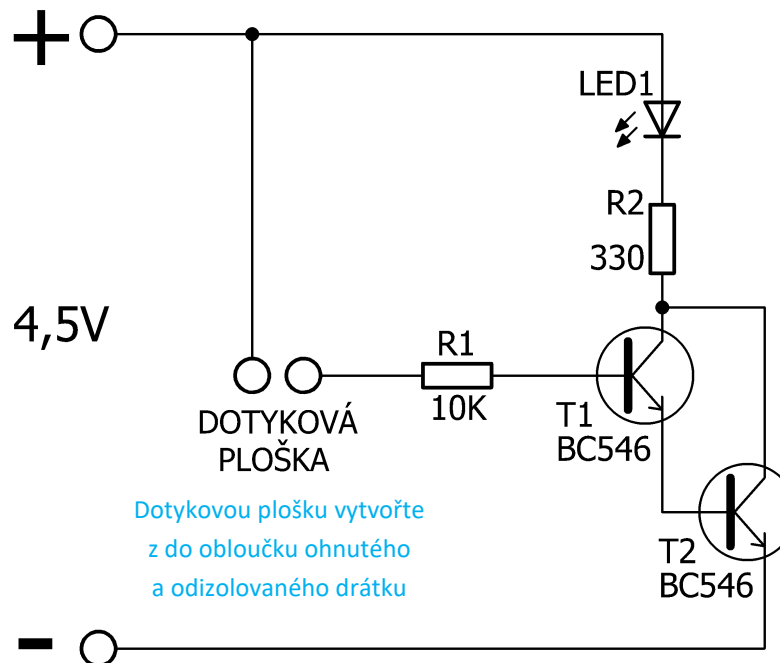 +
LED1
R2
330
4,5V
R1
10K
DOTYKOVÁ
PLOŠKA
T1
BC546
Dotykovou plošku vytvořte
z do obloučku ohnutého
a odizolovaného drátku
T2
BC546
-